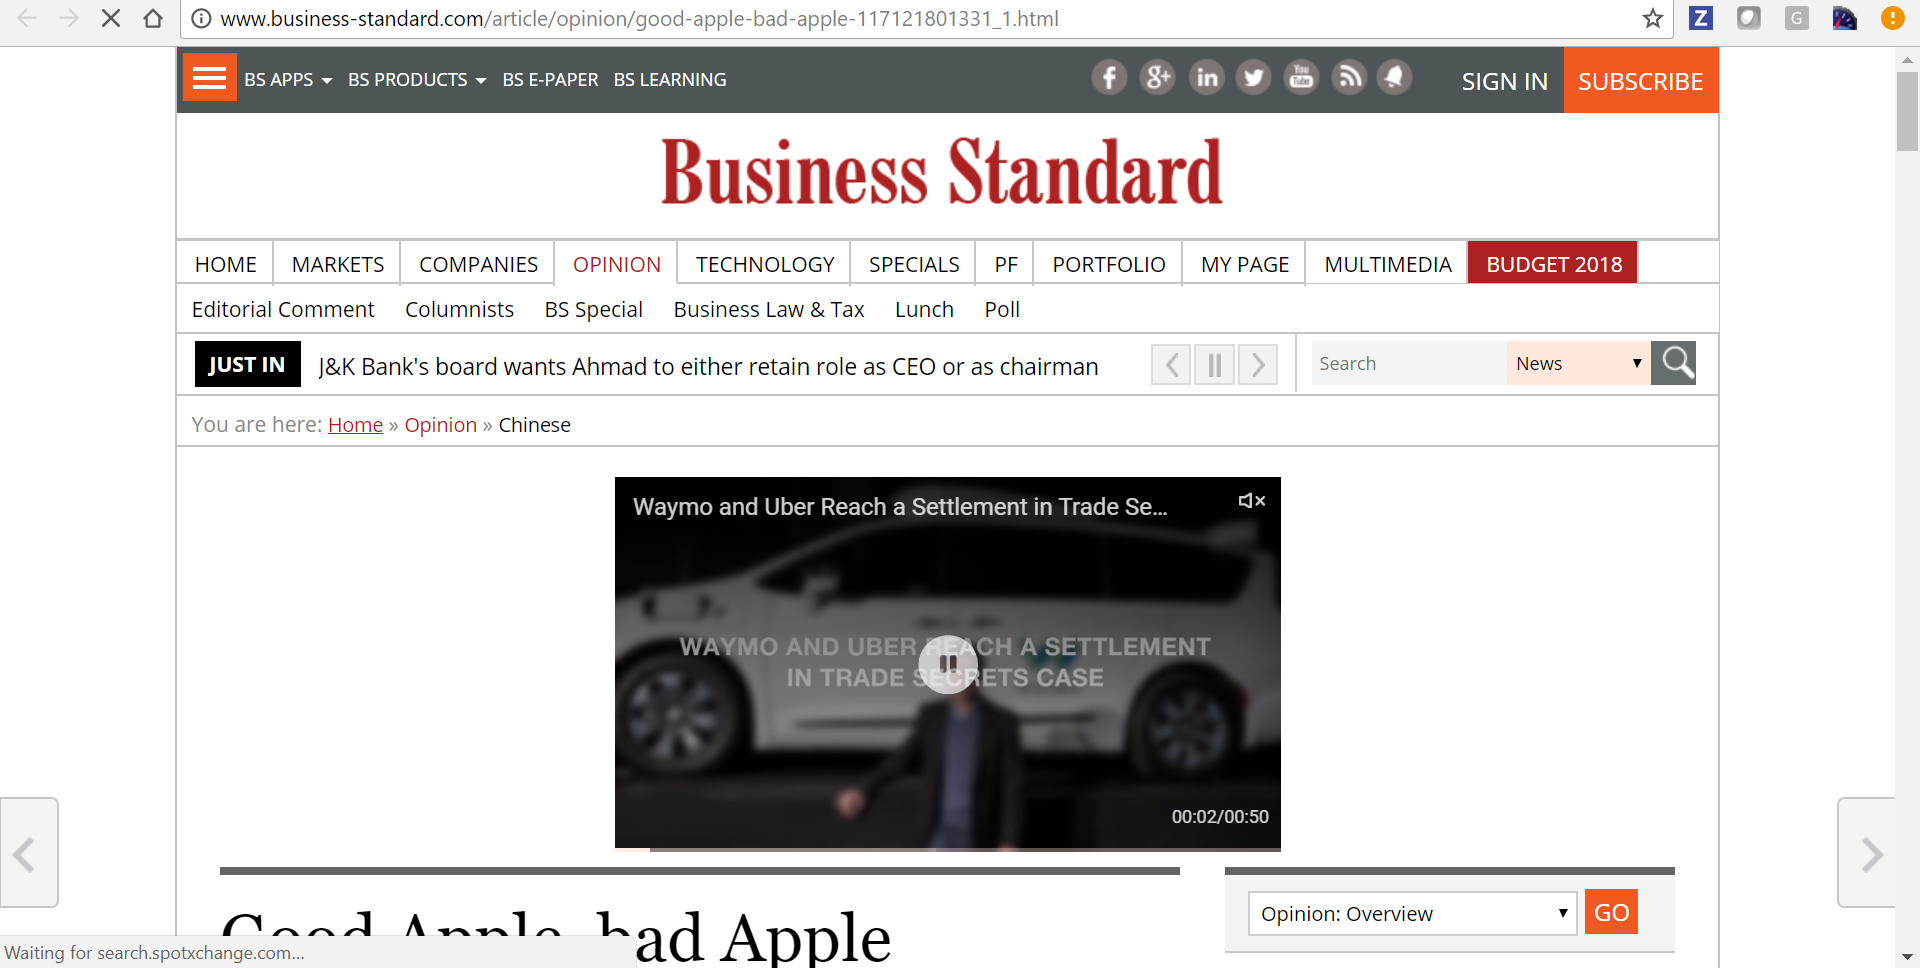 www.business-standard.com/article/opinion/good-apple-bad-apple-117121801331_1.html
Z
G
BS APPS BS PRODUCTS BS E-PAPER BS LEARNING
f g+ in You Tube
SIGN IN SUBSCRIBE
Business Standard
HOME MARKETS COMPANIES OPINION TECHNOLOGY SPECIALS PF PORTFOLIO MY PAGE MULTIMEDIA BUDGET 2018
Editorial Comment Columnists BS Special Business Law & Tax Lunch Poll
JUST IN J&K Bank's board wants Ahmad to either retain role as CEO or as chairman
Search News
You are here: Home » Opinion » Chinese
Waymo and Uber Reach a Settlement in Trade Se...
WAYMO AND UBER REACH A SETTLEMENT
IN TRADE SECRETS CASE
00:02/00:50
Good Apple, bad Apple
Opinion: Overview GO
Waiting for search.spotxchange.com...